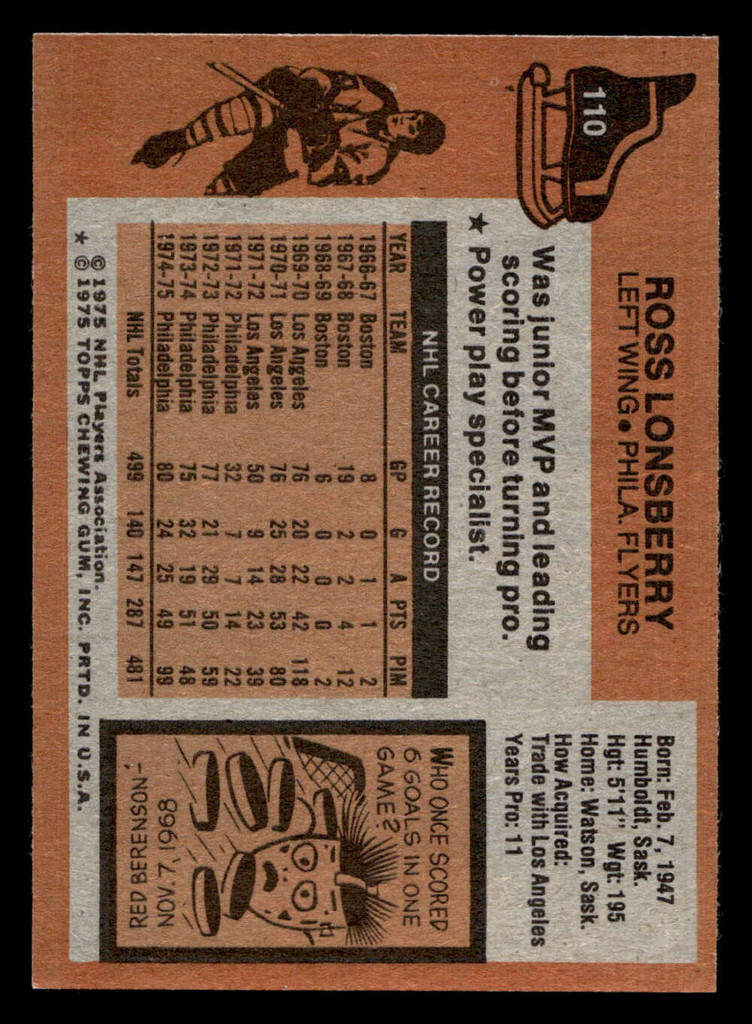 110
ROSS LONSBERRY
LEFT WING • PHILA. FLYERS
Born: Feb. 7, 1947
Humboldt, Sask.
Hgt: 5'11" Wgt: 195
Home: Watson, Sask.
How Acquired:
Trade with Los Angeles
Years Pro: 11
Was junior MVP and leading
scoring before turning pro.
★ Power play specialist.
NHL CAREER RECORD
YEAR TEAM GP G A PTS PIM
1966-67 Boston 8 0 1 1 2
1967-68 Boston 19 2 2 4 12
1968-69 Boston 6 0 0 0 2
1969-70 Los Angeles 76 20 22 42 118
1970-71 Los Angeles 76 25 28 53 80
1971-72 Los Angeles 50 9 14 23 39
1971-72 Philadelphia 32 7 7 14 22
1972-73 Philadelphia 77 21 29 50 59
1973-74 Philadelphia 75 32 19 51 48
1974-75 Philadelphia 80 24 25 49 99
NHL Totals 499 140 147 287 481
WHO ONCE SCORED
6 GOALS IN ONE
GAME?
RED BERENSON-
NOV. 7, 1968
© 1975 NHL Players Association.
* © 1975 TOPPS CHEWING GUM, INC. PRTD. IN U.S.A.